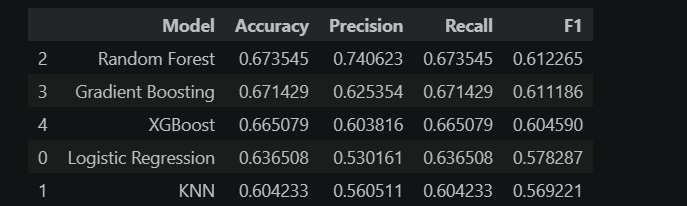 Model Accuracy Precision Recall F1
2 Random Forest 0.673545 0.740623 0.673545 0.612265
3 Gradient Boosting 0.671429 0.625354 0.671429 0.611186
4 XGBoost 0.665079 0.603816 0.665079 0.604590
0 Logistic Regression 0.636508 0.530161 0.636508 0.578287
1 KNN 0.604233 0.560511 0.604233 0.569221